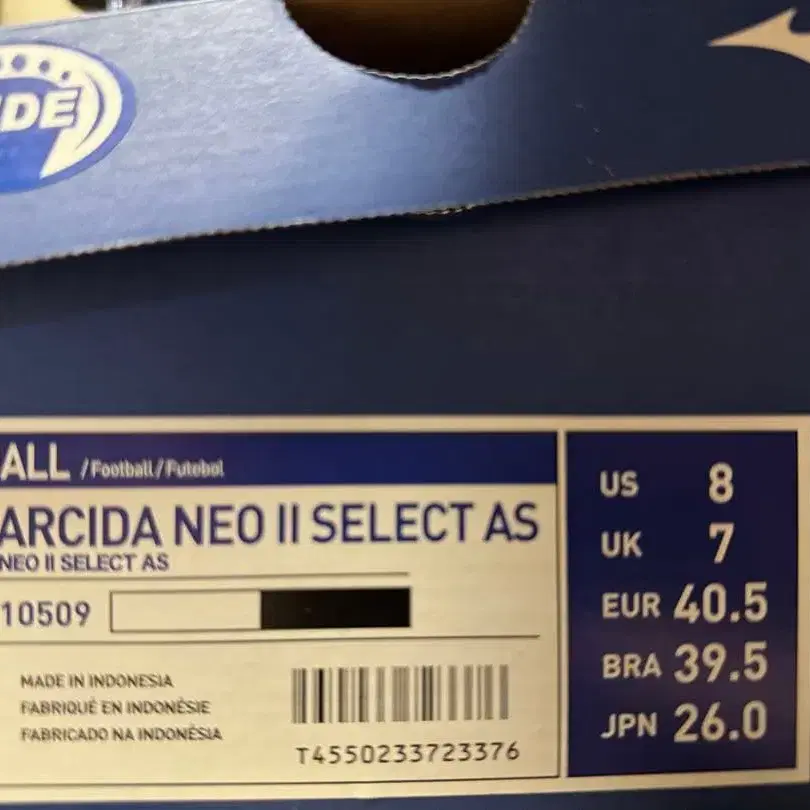 IDE
ALL /Football/Futebol
ARCIDA NEO II SELECT AS
NEO II SELECT AS
10509
MADE IN INDONESIA
FABRIQUÉ EN INDONÉSIE
FABRICADO NA INDONÉSIA
T4550233723376
US 8
UK 7
EUR 40.5
BRA 39.5
JPN 26.0